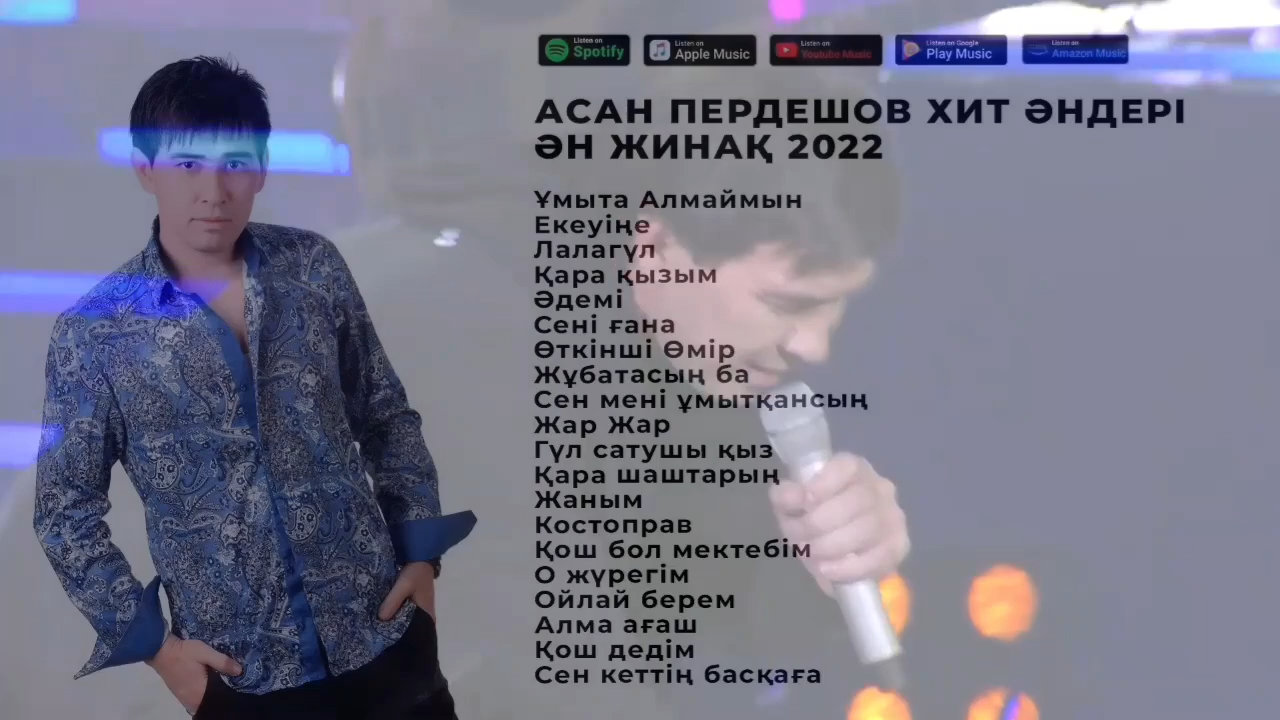 Listen on Spotify
Listen on Apple Music
Listen on Youtube Music
Listen on Google Play Music
Listen on Amazon Music
АСАН ПЕРДЕШОВ ХИТ ӘНДЕРІ
ӘН ЖИНАҚ 2022
Ұмыта Алмаймын
Екеуіңе
Лалагүл
Қара қызым
Әдемі
Сені ғана
Өткінші Өмір
Жұбатасың ба
Сен мені ұмытқансың
Жар Жар
Гүл сатушы қыз
Қара шаштарың
Жаным
Костоправ
Қош бол мектебім
О жүрегім
Ойлай берем
Алма ағаш
Қош дедім
Сен кеттің басқаға